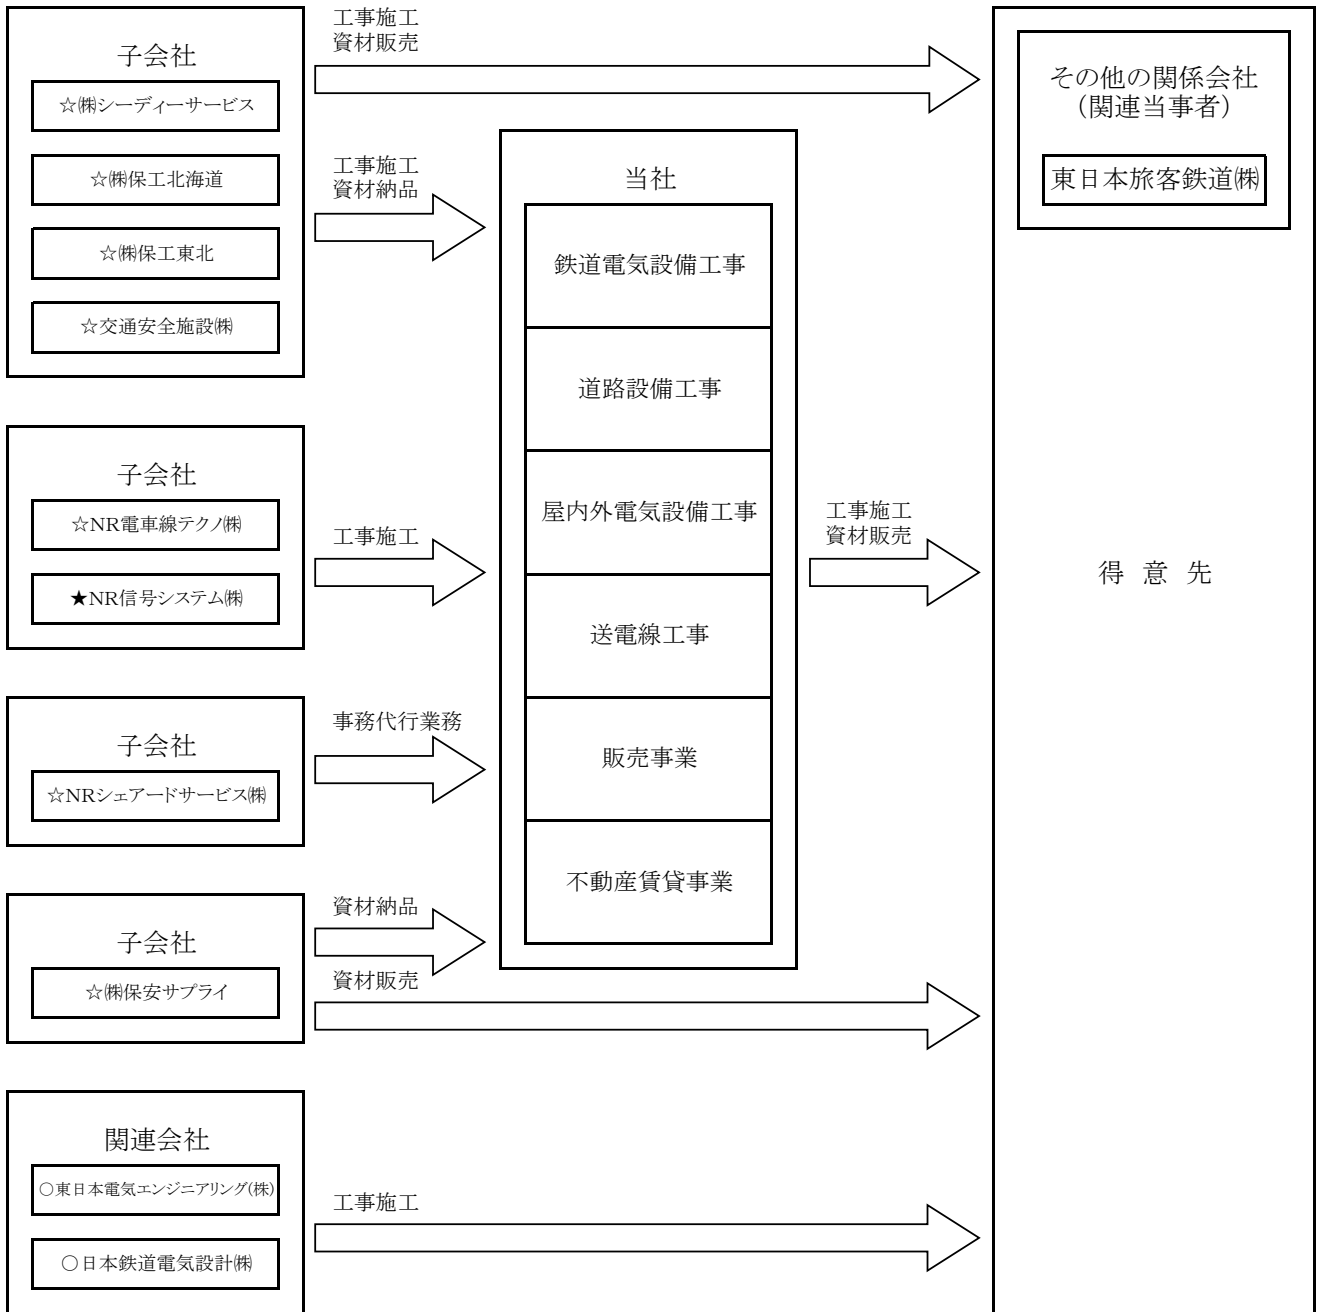 子会社
☆㈱シーディーサービス
☆㈱保工北海道
☆㈱保工東北
☆交通安全施設㈱
工事施工
資材販売
工事施工
資材納品
子会社
☆NR電車線テクノ㈱
★NR信号システム㈱
工事施工
子会社
☆NRシェアードサービス㈱
事務代行業務
子会社
☆㈱保安サプライ
資材納品
資材販売
関連会社
○東日本電気エンジニアリング(株)
○日本鉄道電気設計㈱
工事施工
当社
鉄道電気設備工事
道路設備工事
屋内外電気設備工事
送電線工事
販売事業
不動産賃貸事業
工事施工
資材販売
その他の関係会社
（関連当事者）
東日本旅客鉄道㈱
得 意 先